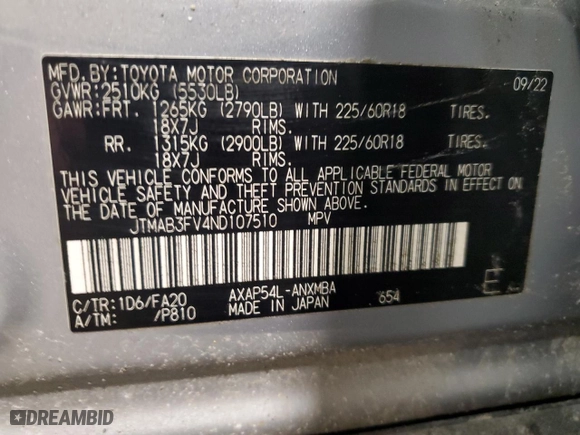 MFD. BY: TOYOTA MOTOR CORPORATION 09/22
GVWR: 2510KG (5530LB)
GAWR: FRT. 1265KG (2790LB) WITH 225/60R18 TIRES.
18X7J RIMS.
RR. 1315KG (2900LB) WITH 225/60R18 TIRES.
18X7J RIMS.
THIS VEHICLE CONFORMS TO ALL APPLICABLE FEDERAL MOTOR
VEHICLE SAFETY AND THEFT PREVENTION STANDARDS IN EFFECT ON
THE DATE OF MANUFACTURE SHOWN ABOVE.
JTMAB3FV4ND107510 MPV
C/TR: 1D6/FA20 AXAP54L-ANXMBA 654 E
A/TM: /P810 MADE IN JAPAN
DREAMBID